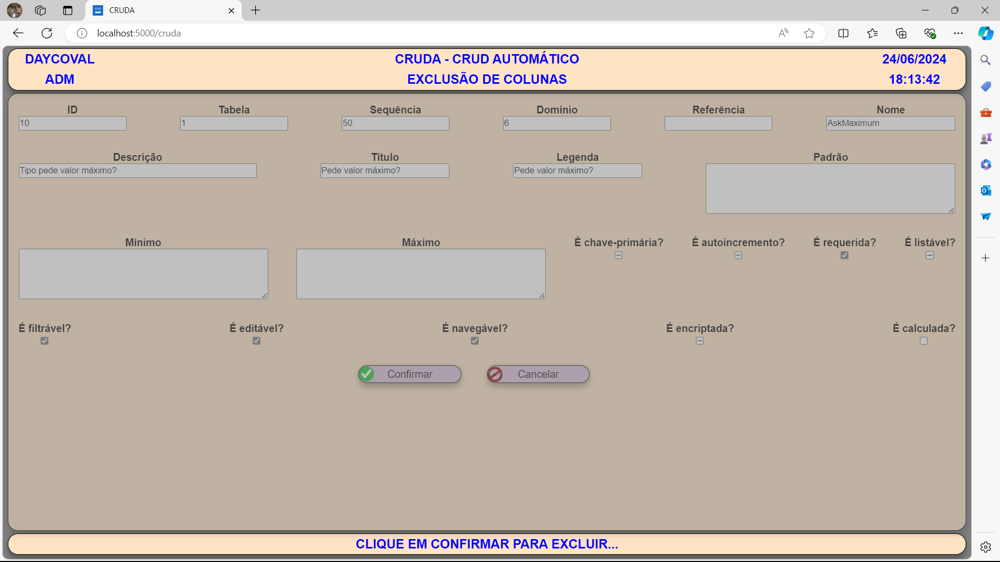 CRUDA
localhost:5000/cruda
DAYCOVAL
CRUDA - CRUD AUTOMÁTICO
24/06/2024
ADM
EXCLUSÃO DE COLUNAS
18:13:42
ID
Tabela
Sequência
Domínio
Referência
Nome
10
1
50
6
AskMaximum
Descrição
Título
Legenda
Padrão
Tipo pede valor máximo?
Pede valor máximo?
Pede valor máximo?
Mínimo
Máximo
É chave-primária?
É autoincremento?
É requerida?
É listável?
É filtrável?
É editável?
É navegável?
É encriptada?
É calculada?
Confirmar
Cancelar
CLIQUE EM CONFIRMAR PARA EXCLUIR...